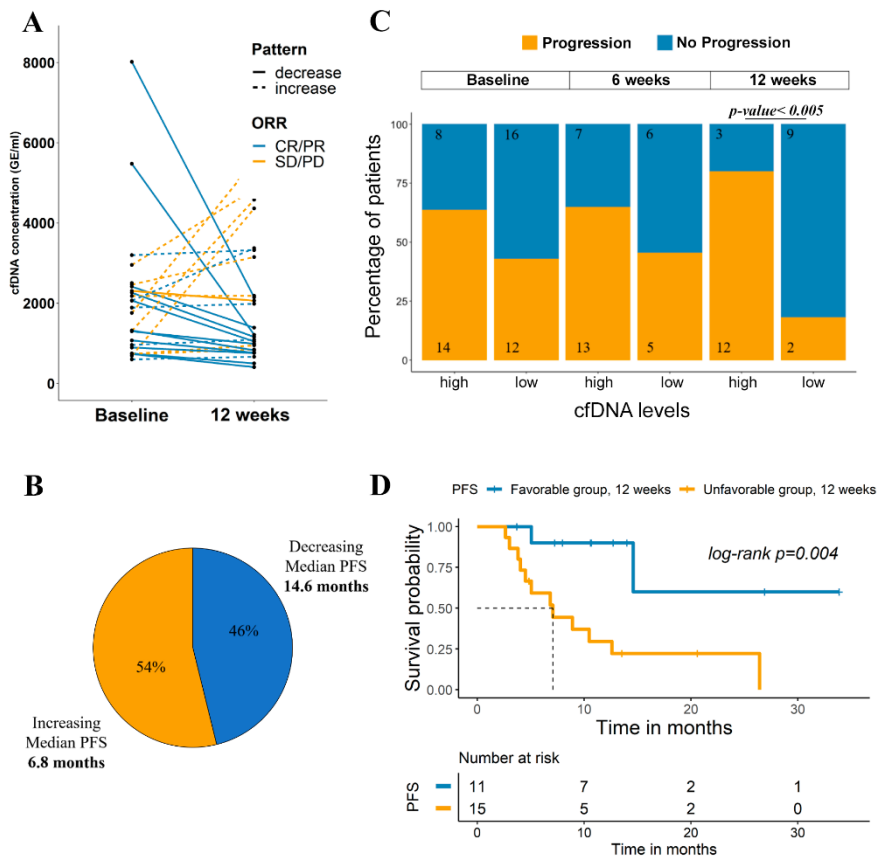 A
Pattern
decrease
increase
ORR
CR/PR
SD/PD
cfDNA concentration (GE/ml)
8000
6000
4000
2000
0
Baseline
12 weeks
C
Progression
No Progression
Baseline
6 weeks
12 weeks
p-value< 0.005
Percentage of patients
100
75
50
25
0
8
16
7
6
3
9
14
12
13
5
12
2
high
low
high
low
high
low
cfDNA levels
B
Decreasing
Median PFS
14.6 months
46%
54%
Increasing
Median PFS
6.8 months
D
PFS
Favorable group, 12 weeks
Unfavorable group, 12 weeks
Survival probability
1.00
0.75
0.50
0.25
0.00
log-rank p=0.004
0
10
20
30
Time in months
Number at risk
PFS
11
7
2
1
15
5
2
0
0
10
20
30
Time in months